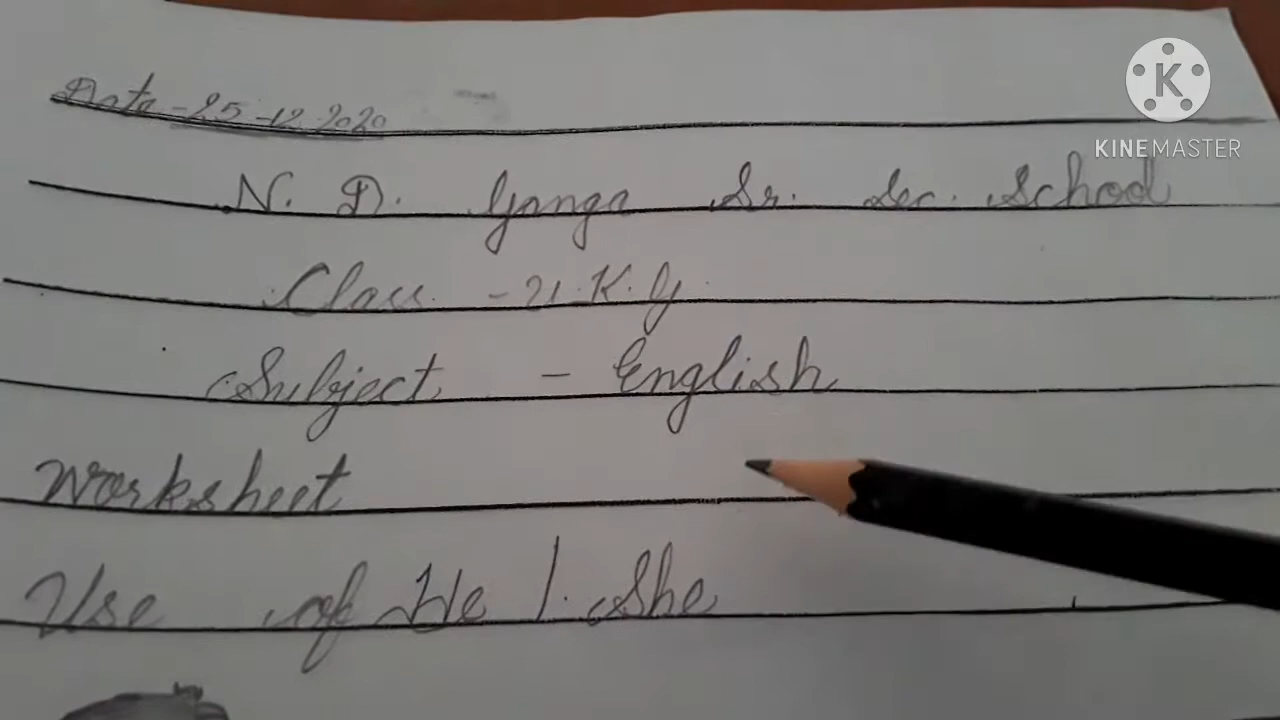 Date - 25-12-2020
K
KINEMASTER
N. D. Ganga Sr. Sec. School
Class - U.K.G.
Subject - English
Worksheet
Use of He / She